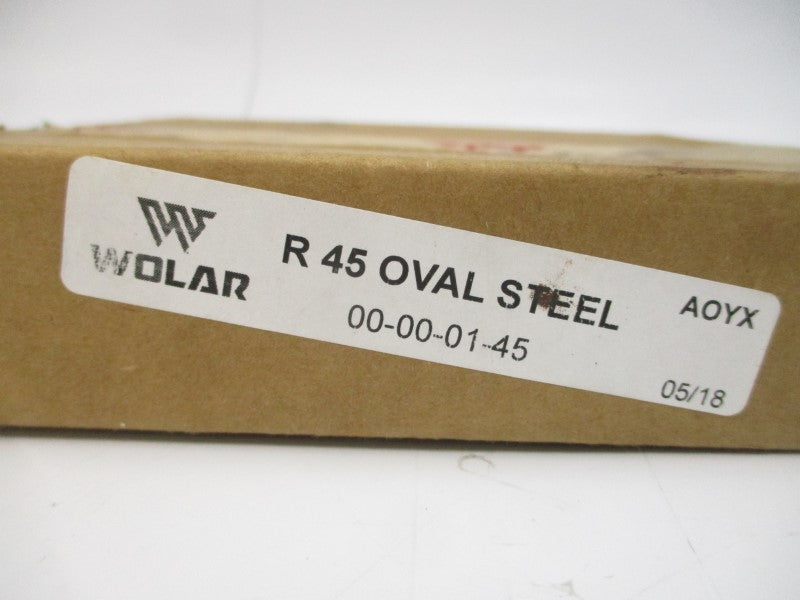 WOLAR
R 45 OVAL STEEL
00-00-01-45
AOYX
05/18